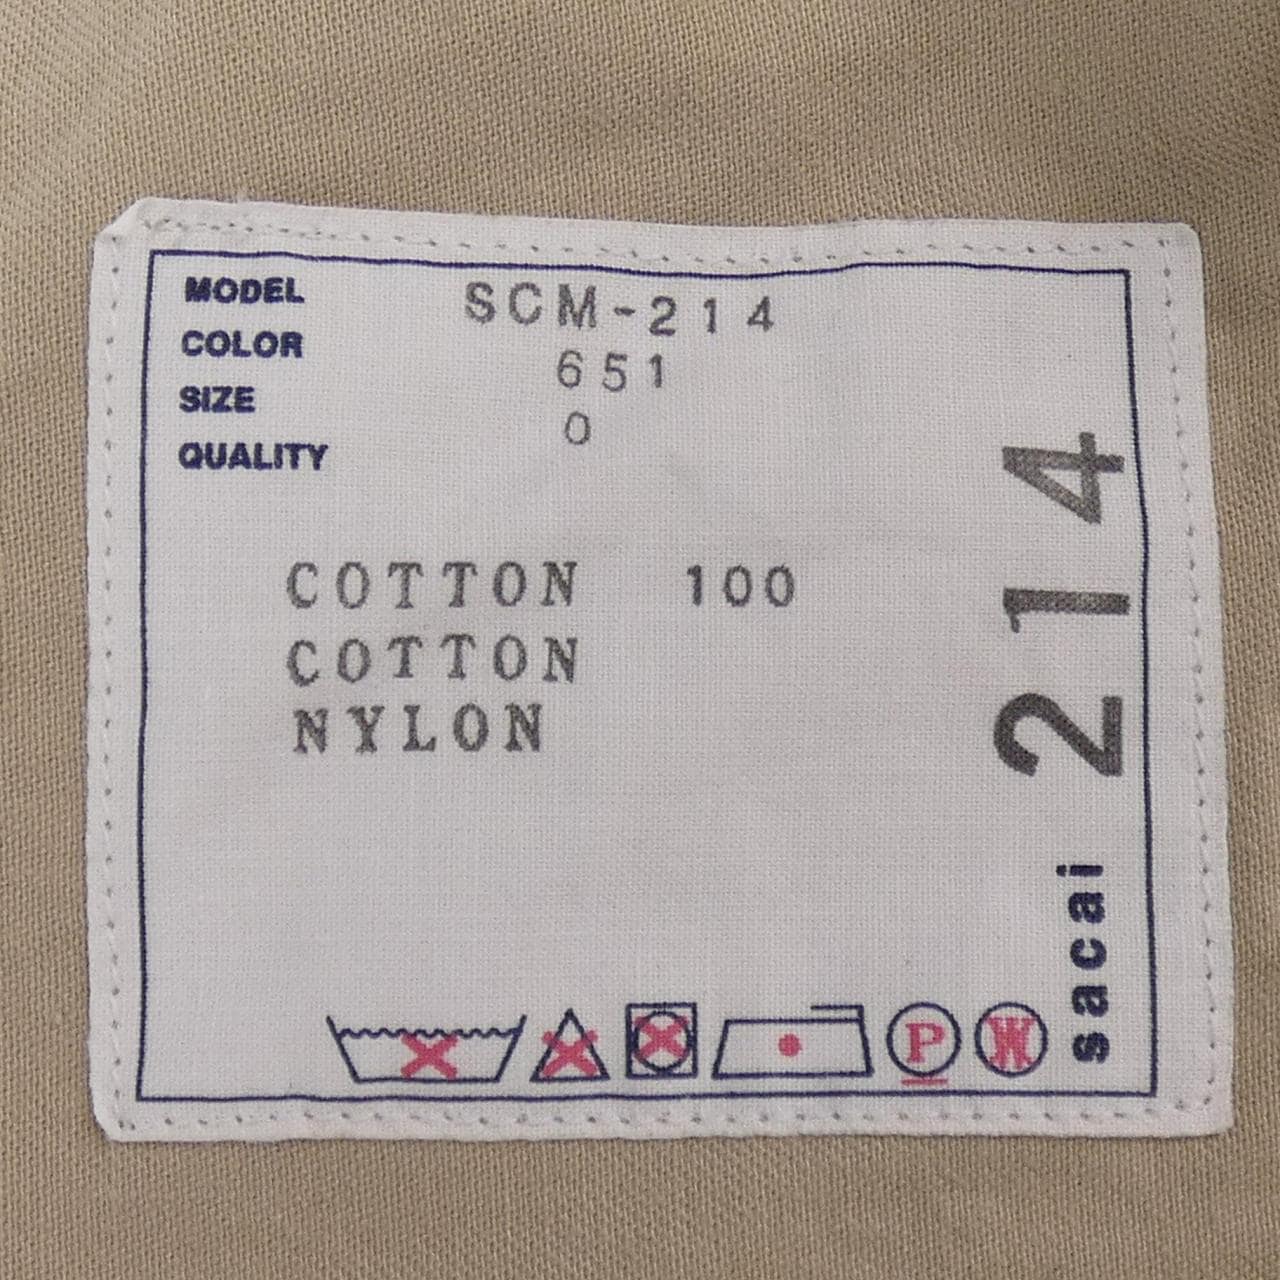 MODEL SCM-214
COLOR 651
SIZE 0
QUALITY
COTTON 100
COTTON
NYLON
214
sacai
P
W